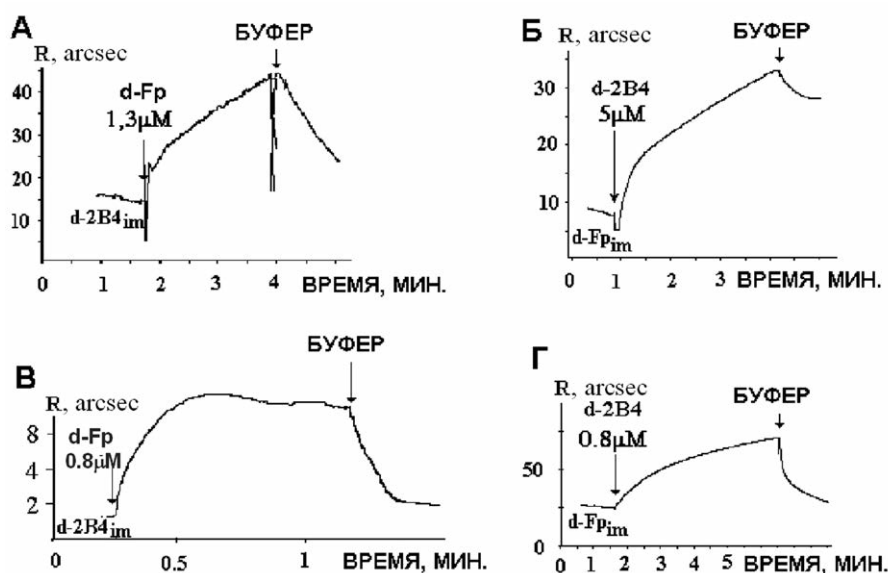 А
R, arcsec
БУФЕР
40
30
20
10
d-Fp
1,3μM
d-2B4im
0 1 2 3 4 ВРЕМЯ, МИН.
Б
R, arcsec
БУФЕР
30
20
10
d-2B4
5μM
d-Fpim
0 1 2 3 ВРЕМЯ, МИН.
В
R, arcsec
БУФЕР
8
4
2
d-Fp
0.8μM
d-2B4im
0 0.5 1 ВРЕМЯ, МИН.
Г
R, arcsec
БУФЕР
50
0
d-2B4
0.8μM
d-Fpim
0 1 2 3 4 5 ВРЕМЯ, МИН.